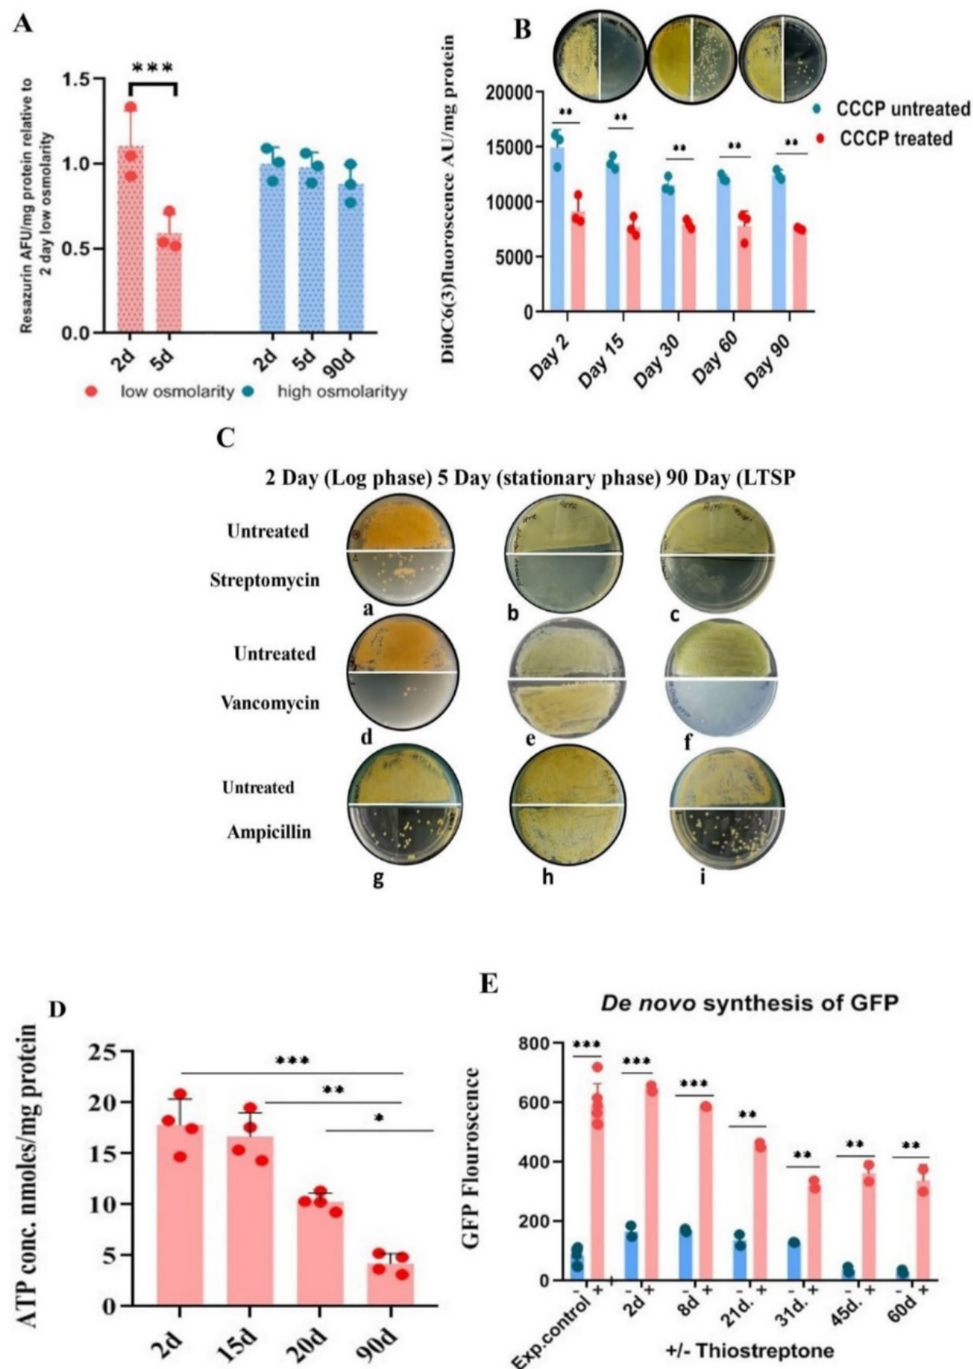 A
***
1.5
1.0
0.5
0.0
Resazurin AFU/mg protein relative to
2 day low osmolarity
2d 5d 2d 5d 90d
low osmolarity high osmolarityy
B
Di0C6(3)fluoroscence AU/mg protein
20000
15000
10000
5000
0
** ** ** ** **
CCCP untreated
CCCP treated
Day 2 Day 15 Day 30 Day 60 Day 90
C
2 Day (Log phase) 5 Day (stationary phase) 90 Day (LTSP
Untreated
Streptomycin
a b c
Untreated
Vancomycin
d e f
Untreated
Ampicillin
g h i
D
ATP conc. nmoles/mg protein
25
20
15
10
5
0
***
**
*
2d 15d 20d 90d
E
De novo synthesis of GFP
GFP Flouroscence
800
600
400
200
0
*** *** *** ** ** ** **
- + - + - + - + - + - + - +
Exp.control 2d 8d 21d. 31d. 45d. 60d
+/- Thiostreptone